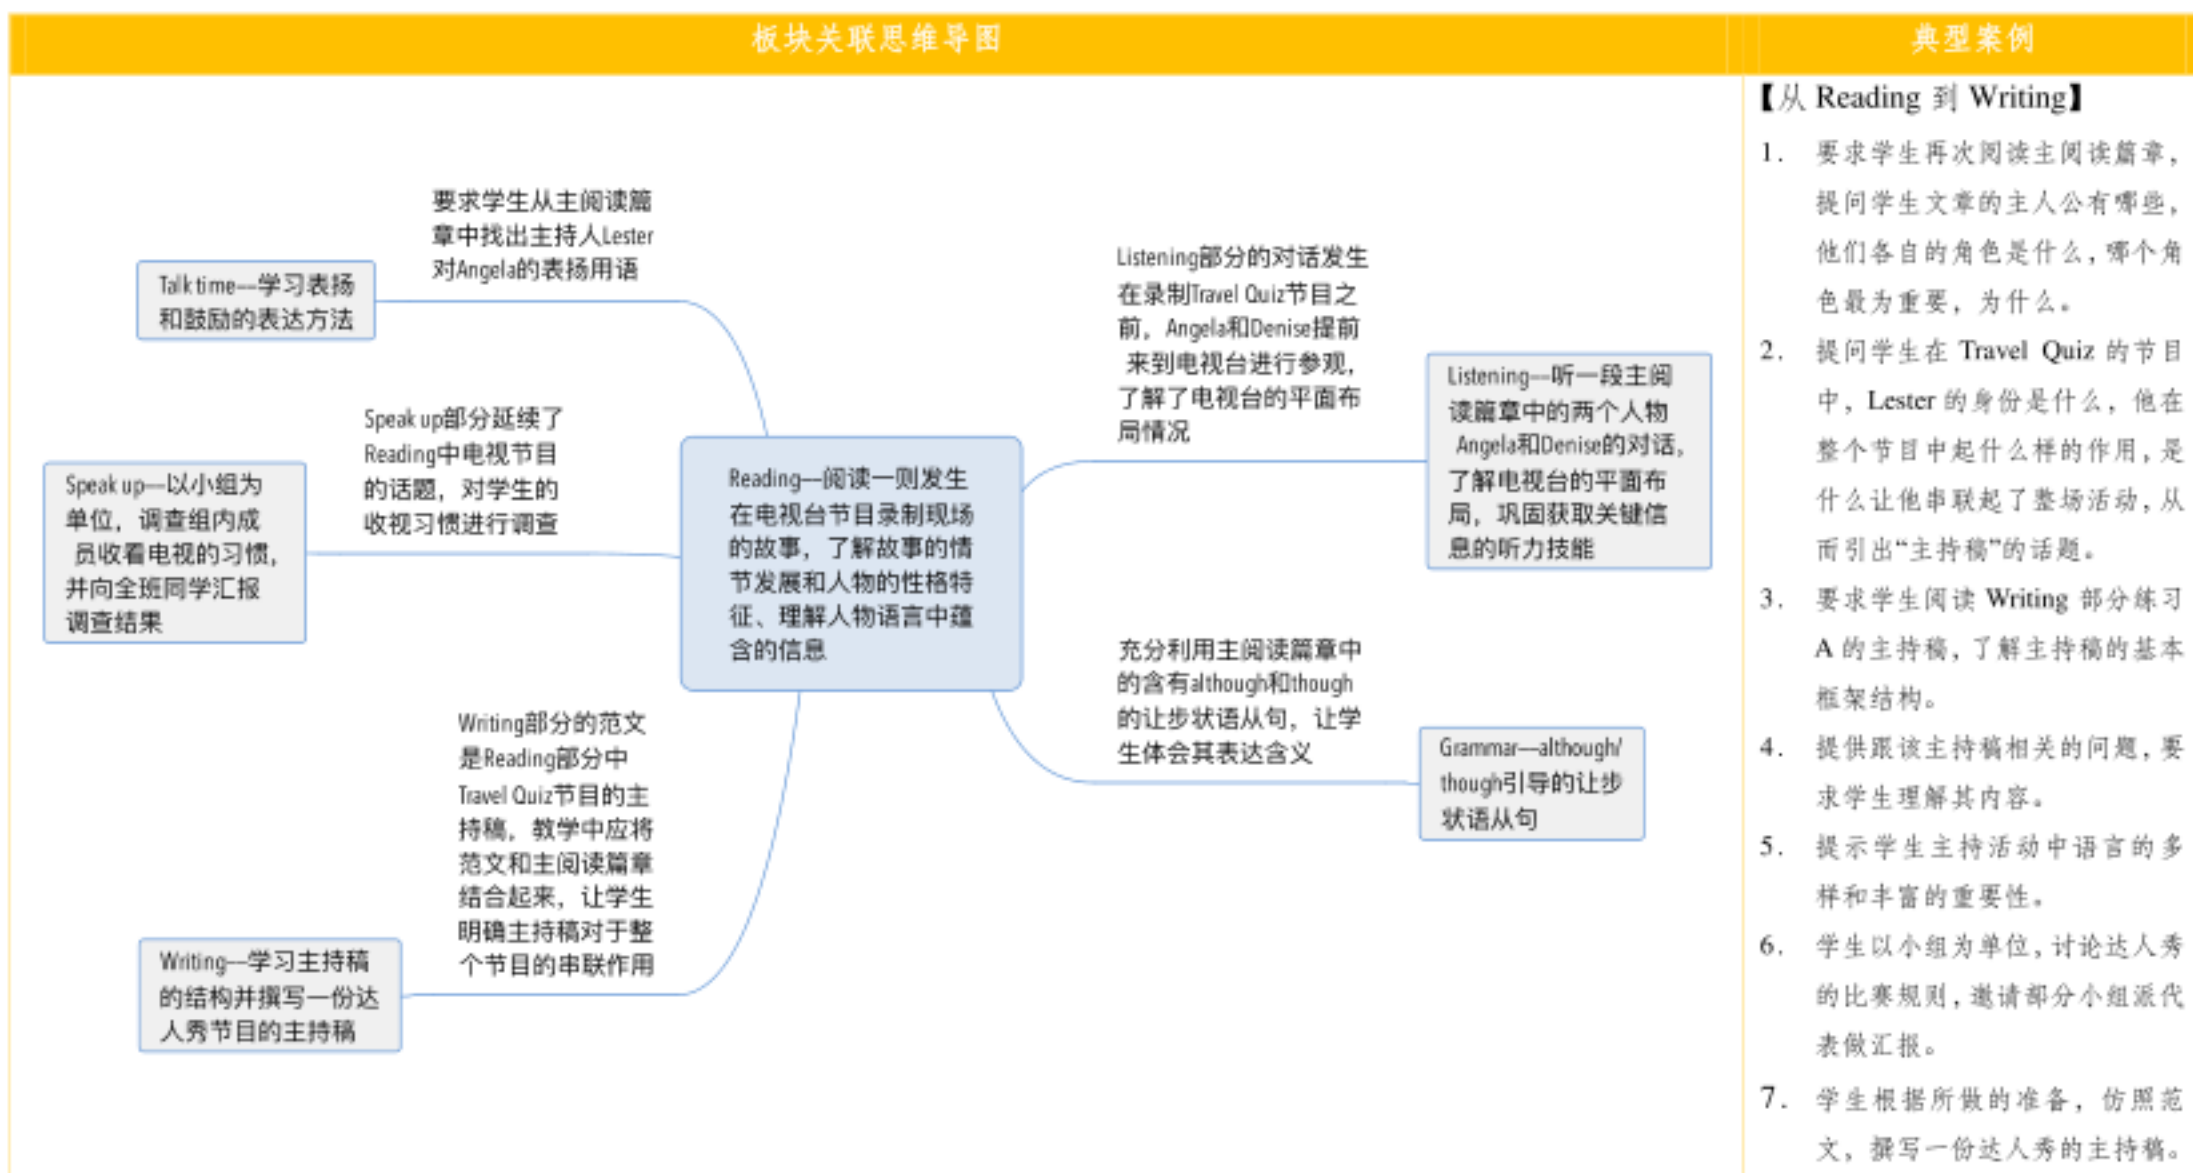 板块关联思维导图
典型案例
要求学生从主阅读篇
章中找出主持人Lester
对Angela的表扬用语
Talk time—学习表扬
和鼓励的表达方法
Speak up部分延续了
Reading中电视节目
的话题，对学生的
收视习惯进行调查
Speak up—以小组为
单位，调查组内成
员收看电视的习惯，
并向全班同学汇报
调查结果
Writing部分的范文
是Reading部分中
Travel Quiz节目的主
持稿，教学中应将
范文和主阅读篇章
结合起来，让学生
明确主持稿对于整
个节目的串联作用
Writing—学习主持稿
的结构并撰写一份达
人秀节目的主持稿
Reading—阅读一则发生
在电视台节目录制现场
的故事，了解故事的情
节发展和人物的性格特
征、理解人物语言中蕴
含的信息
Listening部分的对话发生
在录制Travel Quiz节目之
前，Angela和Denise提前
来到电视台进行参观，
了解了电视台的平面布
局情况
Listening—听一段主阅
读篇章中的两个人物
Angela和Denise的对话，
了解电视台的平面布
局，巩固获取关键信
息的听力技能
充分利用主阅读篇章中
的含有although和though
的让步状语从句，让学
生体会其表达含义
Grammar—although/
though引导的让步
状语从句
【从 Reading 到 Writing】
1. 要求学生再次阅读主阅读篇章，
提问学生文章的主人公有哪些，
他们各自的角色是什么，哪个角
色最为重要，为什么。
2. 提问学生在 Travel Quiz 的节目
中，Lester 的身份是什么，他在
整个节目中起什么样的作用，是
什么让他串联起了整场活动，从
而引出“主持稿”的话题。
3. 要求学生阅读 Writing 部分练习
A 的主持稿，了解主持稿的基本
框架结构。
4. 提供跟该主持稿相关的问题，要
求学生理解其内容。
5. 提示学生主持活动中语言的多
样和丰富的重要性。
6. 学生以小组为单位，讨论达人秀
的比赛规则，邀请部分小组派代
表做汇报。
7. 学生根据所做的准备，仿照范
文，撰写一份达人秀的主持稿。